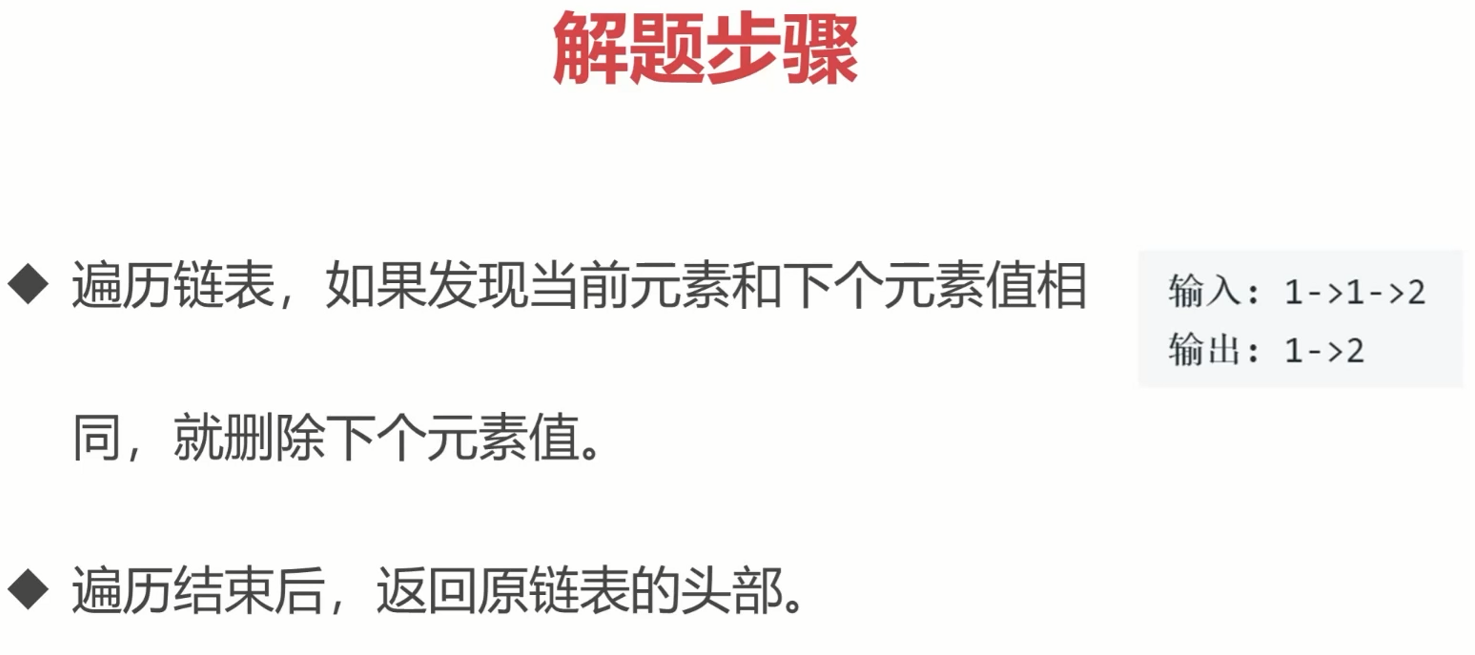 解题步骤
◆ 遍历链表，如果发现当前元素和下个元素值相
同，就删除下个元素值。
◆ 遍历结束后，返回原链表的头部。
输入: 1->1->2
输出: 1->2